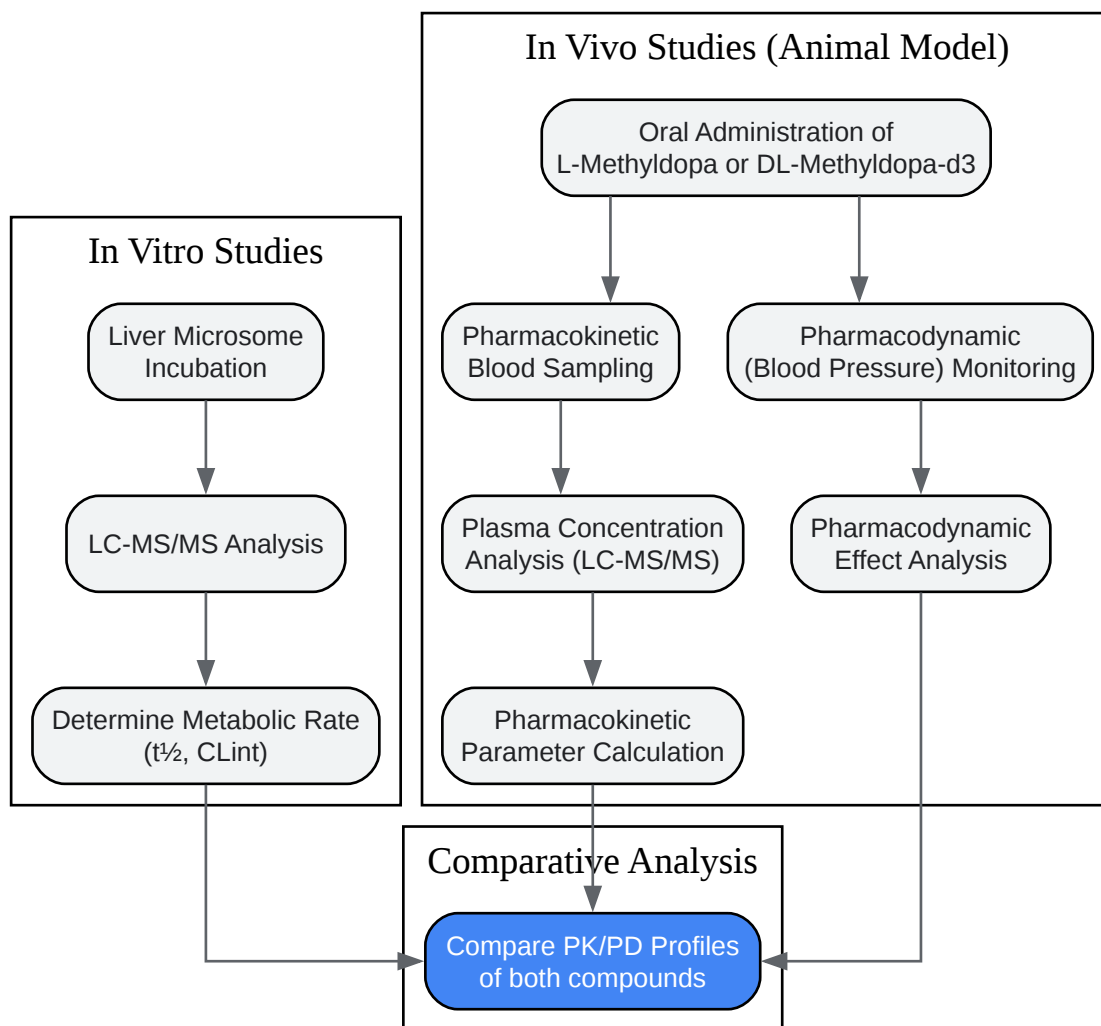 In Vivo Studies (Animal Model)
Oral Administration of
L-Methyldopa or DL-Methyldopa-d3
In Vitro Studies
Liver Microsome
Incubation
Pharmacokinetic
Blood Sampling
Pharmacodynamic
(Blood Pressure) Monitoring
LC-MS/MS Analysis
Plasma Concentration
Analysis (LC-MS/MS)
Pharmacodynamic
Effect Analysis
Determine Metabolic Rate
(t½, CLint)
Pharmacokinetic
Parameter Calculation
Comparative Analysis
Compare PK/PD Profiles
of both compounds